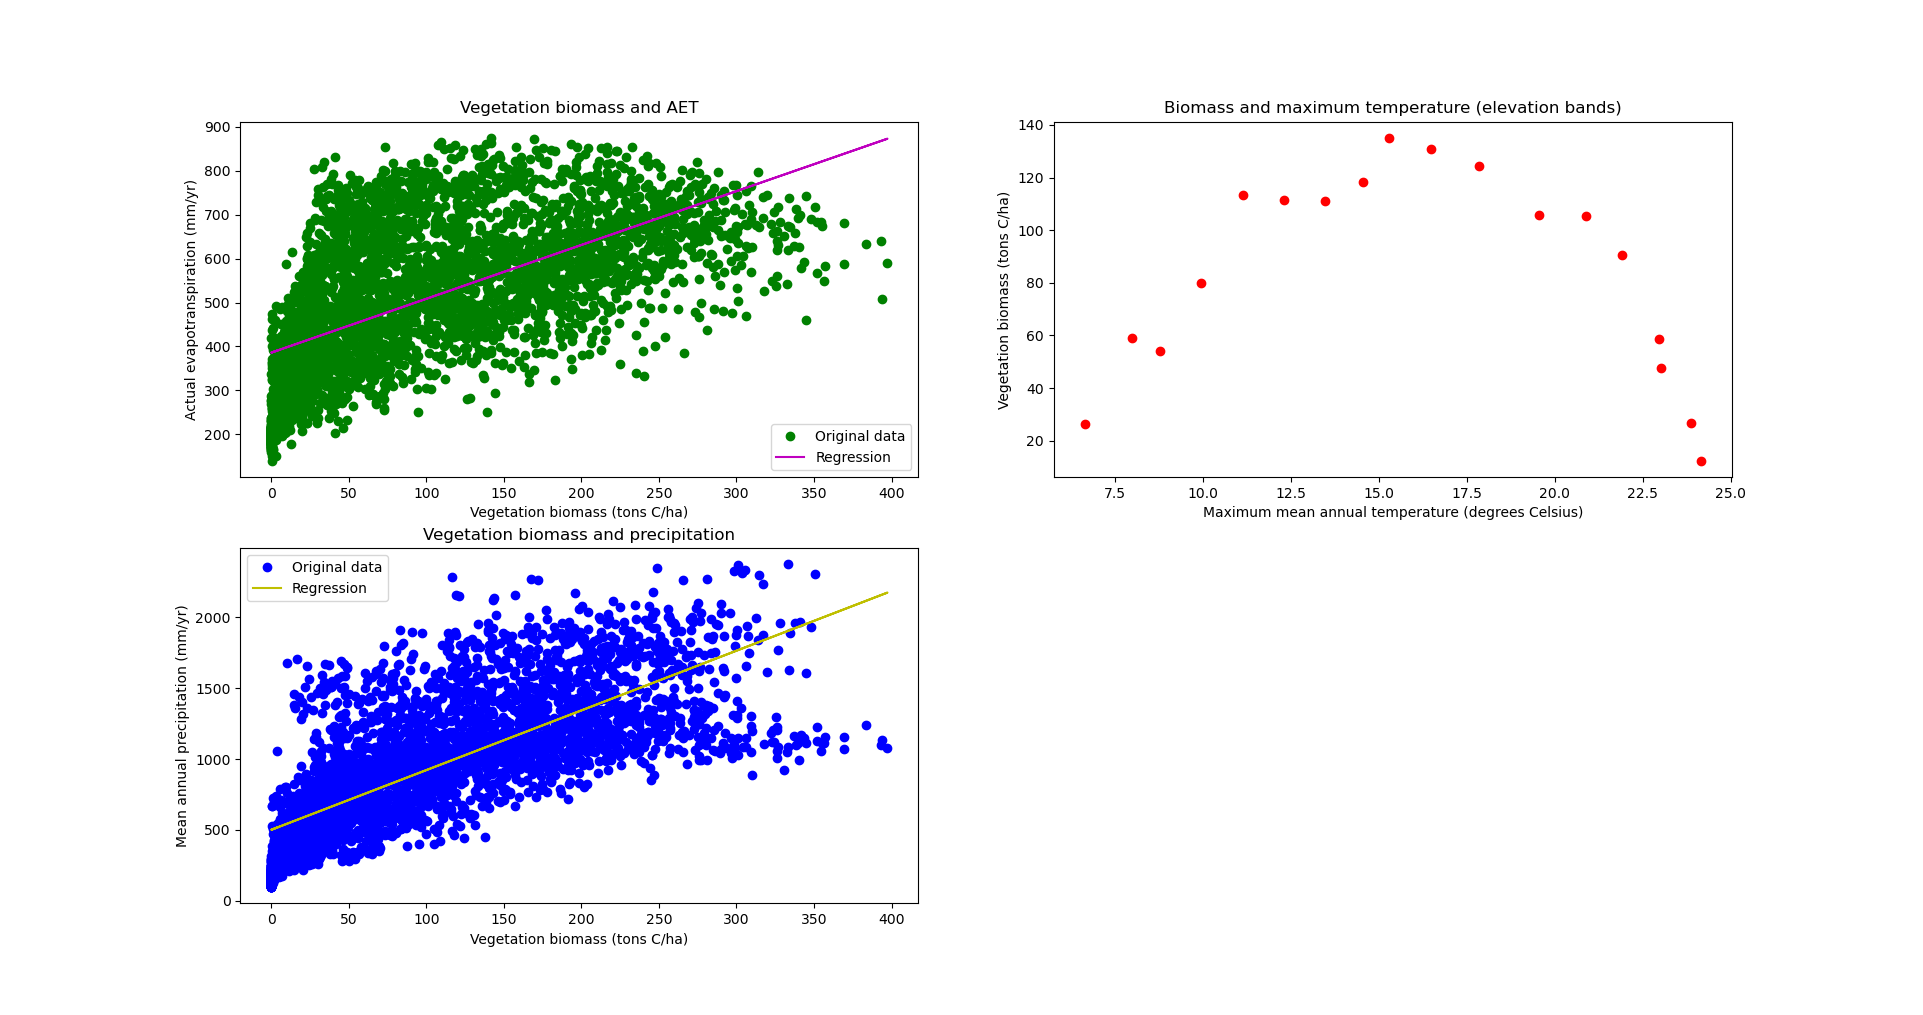 Vegetation biomass and AET
900
800
700
600
500
400
300
200
Actual evapotranspiration (mm/yr)
Original data
Regression
0 50 100 150 200 250 300 350 400
Vegetation biomass (tons C/ha)
Biomass and maximum temperature (elevation bands)
140
120
100
80
60
40
20
Vegetation biomass (tons C/ha)
7.5 10.0 12.5 15.0 17.5 20.0 22.5 25.0
Maximum mean annual temperature (degrees Celsius)
Vegetation biomass and precipitation
Original data
Regression
2000
1500
1000
500
0
Mean annual precipitation (mm/yr)
0 50 100 150 200 250 300 350 400
Vegetation biomass (tons C/ha)